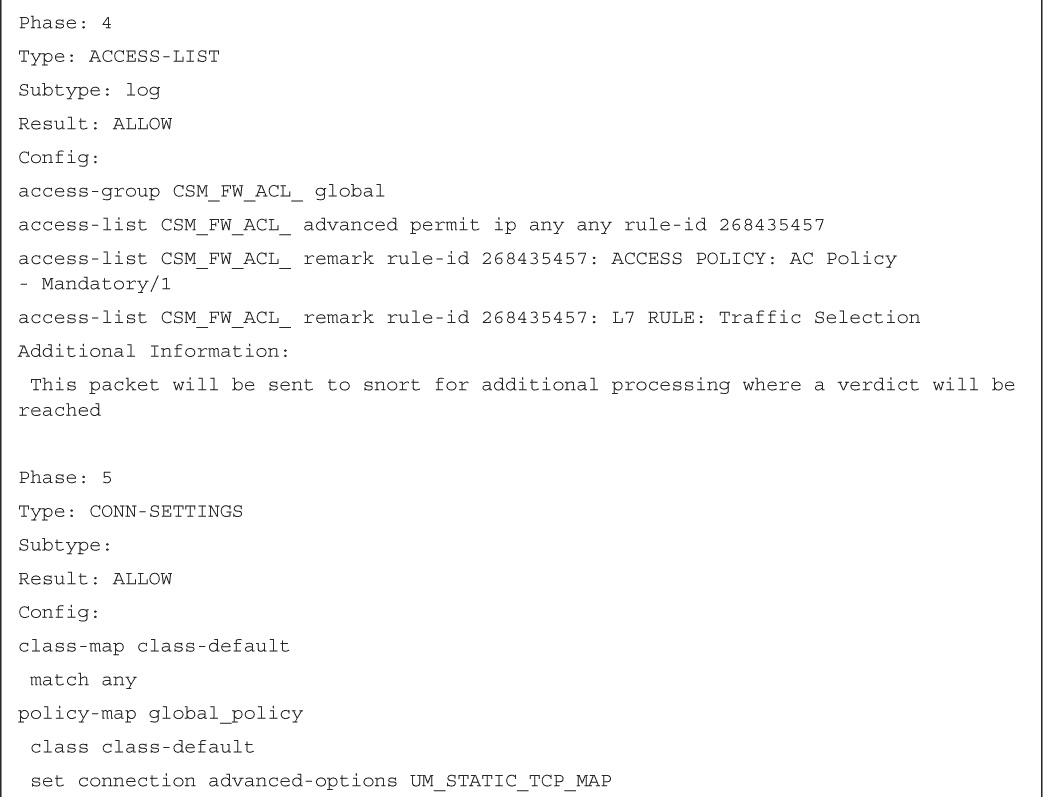 Phase: 4
Type: ACCESS-LIST
Subtype: log
Result: ALLOW
Config:
access-group CSM_FW_ACL_ global
access-list CSM_FW_ACL_ advanced permit ip any any rule-id 268435457
access-list CSM_FW_ACL_ remark rule-id 268435457: ACCESS POLICY: AC Policy
- Mandatory/1
access-list CSM_FW_ACL_ remark rule-id 268435457: L7 RULE: Traffic Selection
Additional Information:
This packet will be sent to snort for additional processing where a verdict will be
reached
Phase: 5
Type: CONN-SETTINGS
Subtype:
Result: ALLOW
Config:
class-map class-default
match any
policy-map global_policy
class class-default
set connection advanced-options UM_STATIC_TCP_MAP